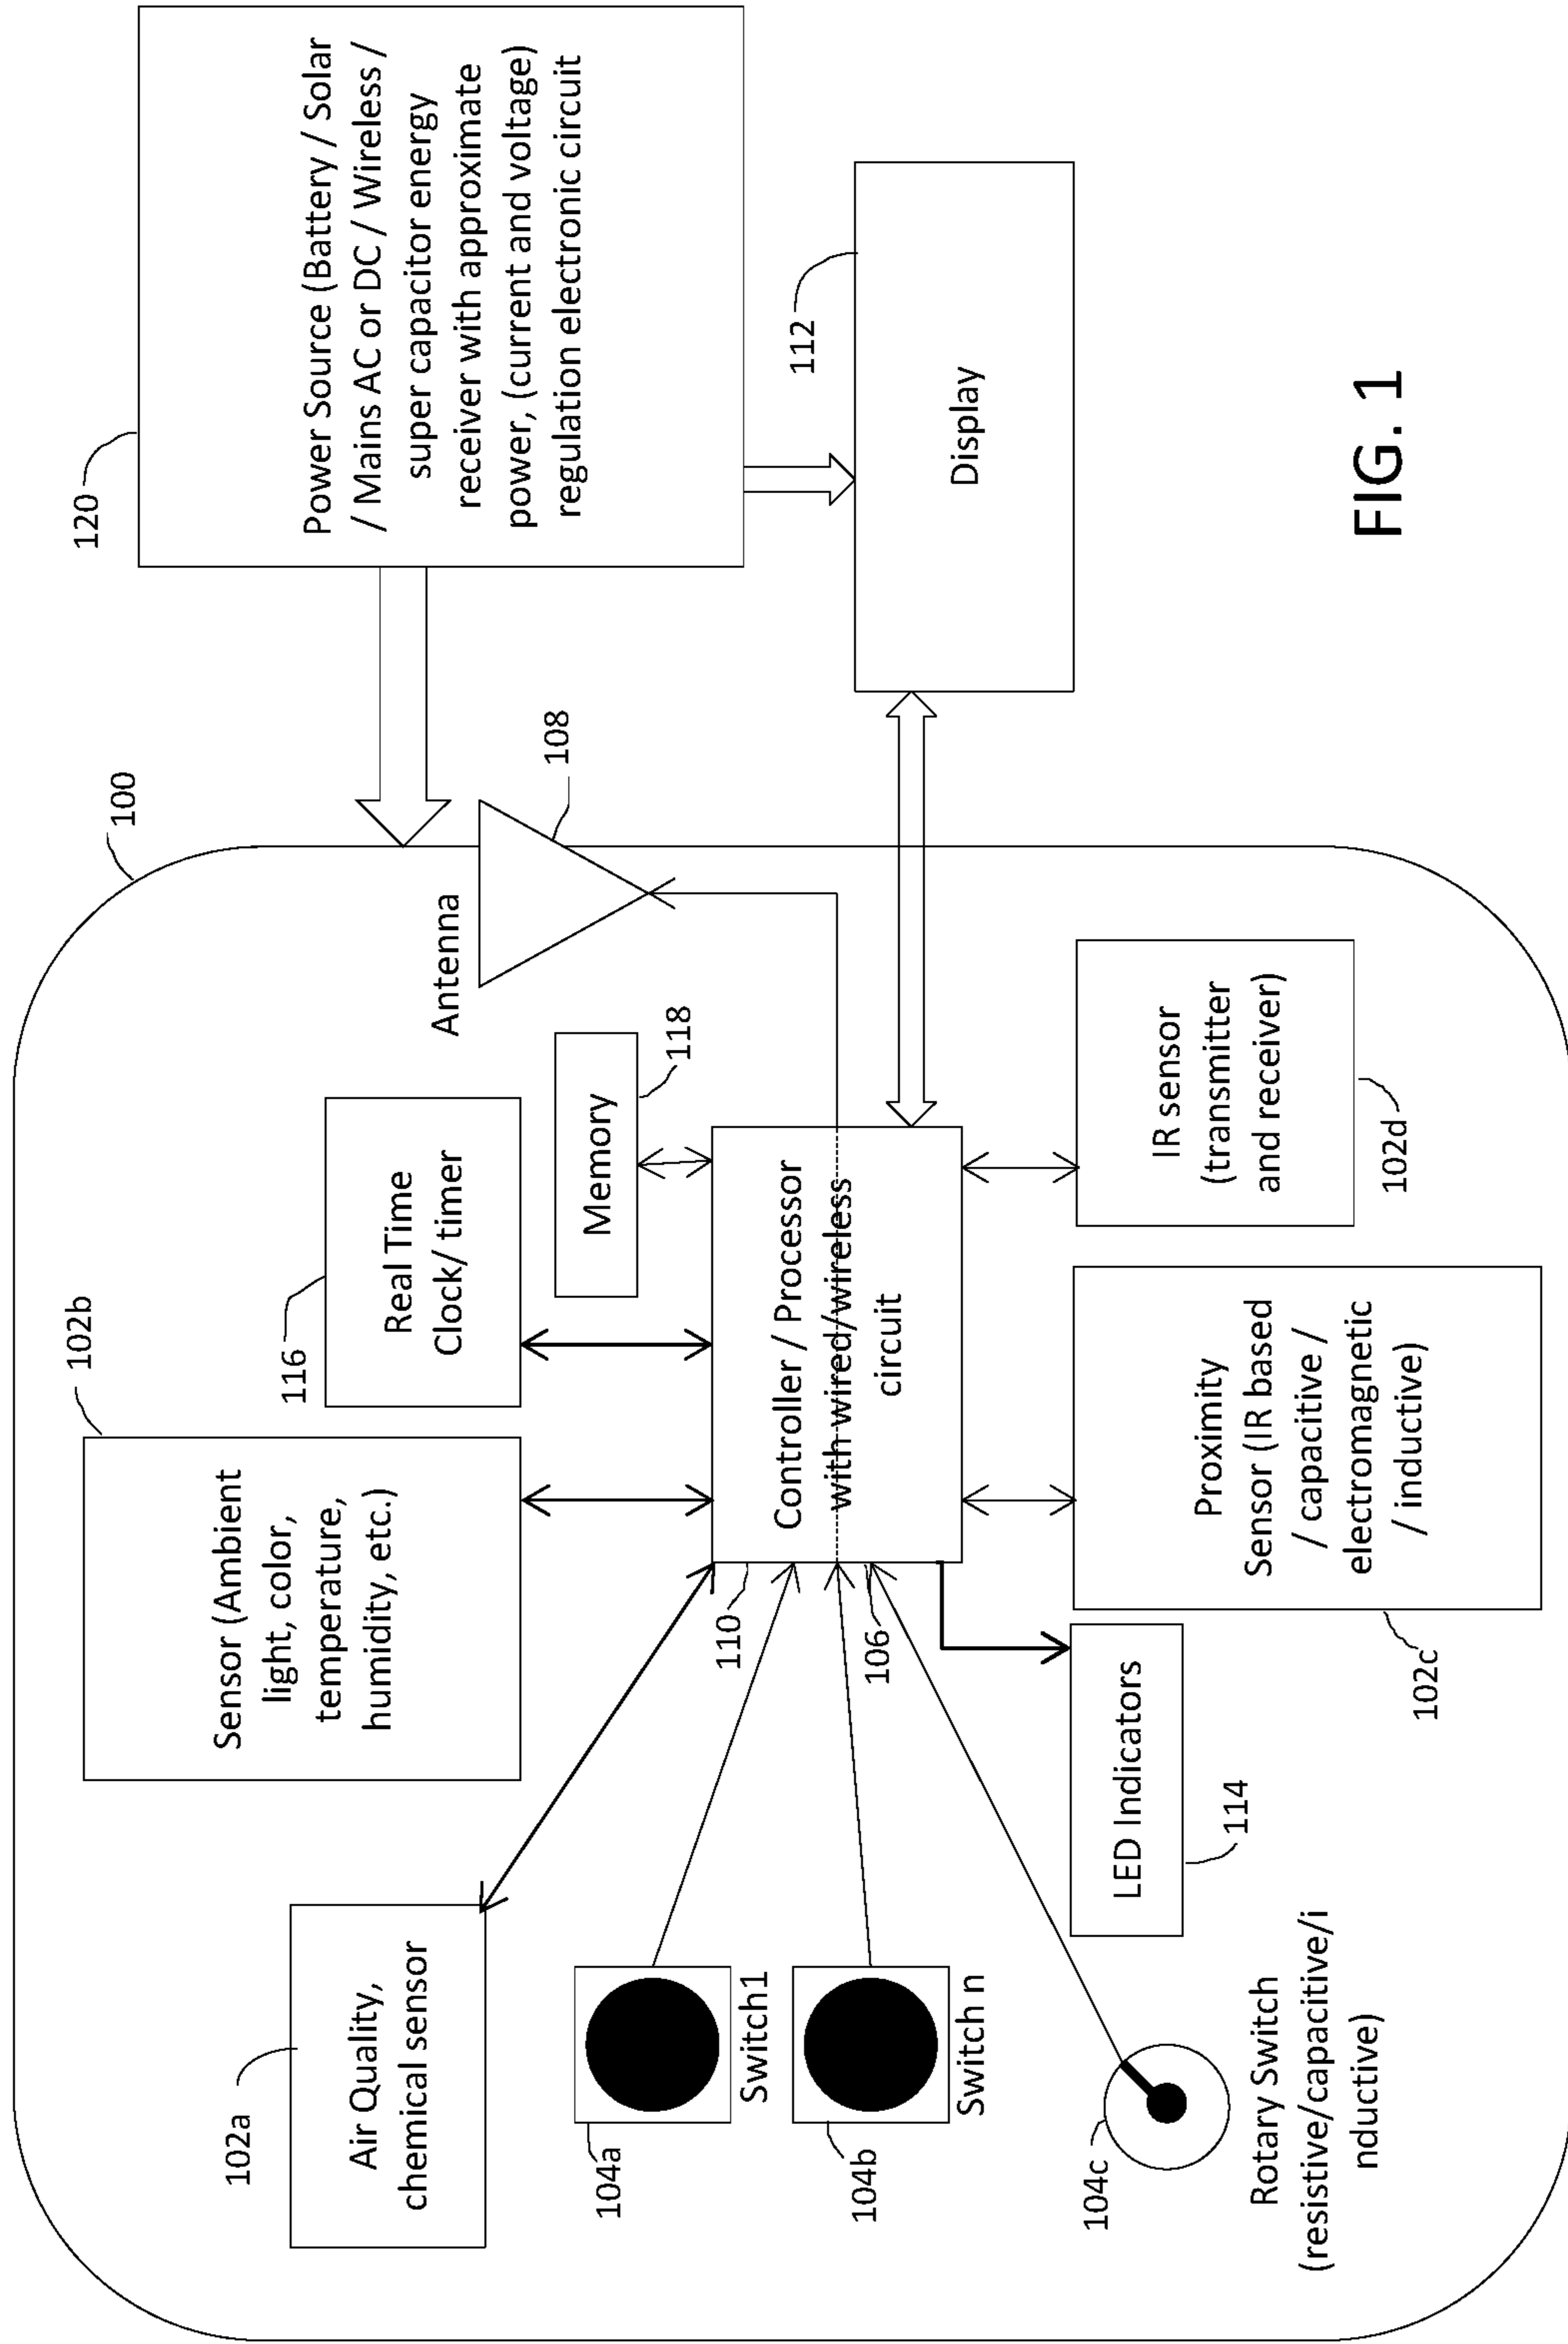 120
Power Source (Battery / Solar
/ Mains AC or DC / Wireless /
super capacitor energy
receiver with approximate
power, (current and voltage)
regulation electronic circuit
100
102b
Sensor (Ambient
light, color,
temperature,
humidity, etc.)
116
Real Time
Clock/ timer
Antenna
108
Memory
118
112
Display
102a
Air Quality,
chemical sensor
104a
Switch1
104b
Switch n
104c
Rotary Switch
(resistive/capacitive/i
nductive)
110
106
Controller / Processor
with wired/wireless
circuit
LED Indicators
114
Proximity
Sensor (IR based
/ capacitive /
electromagnetic
/ inductive)
102c
IR sensor
(transmitter
and receiver)
102d
FIG. 1